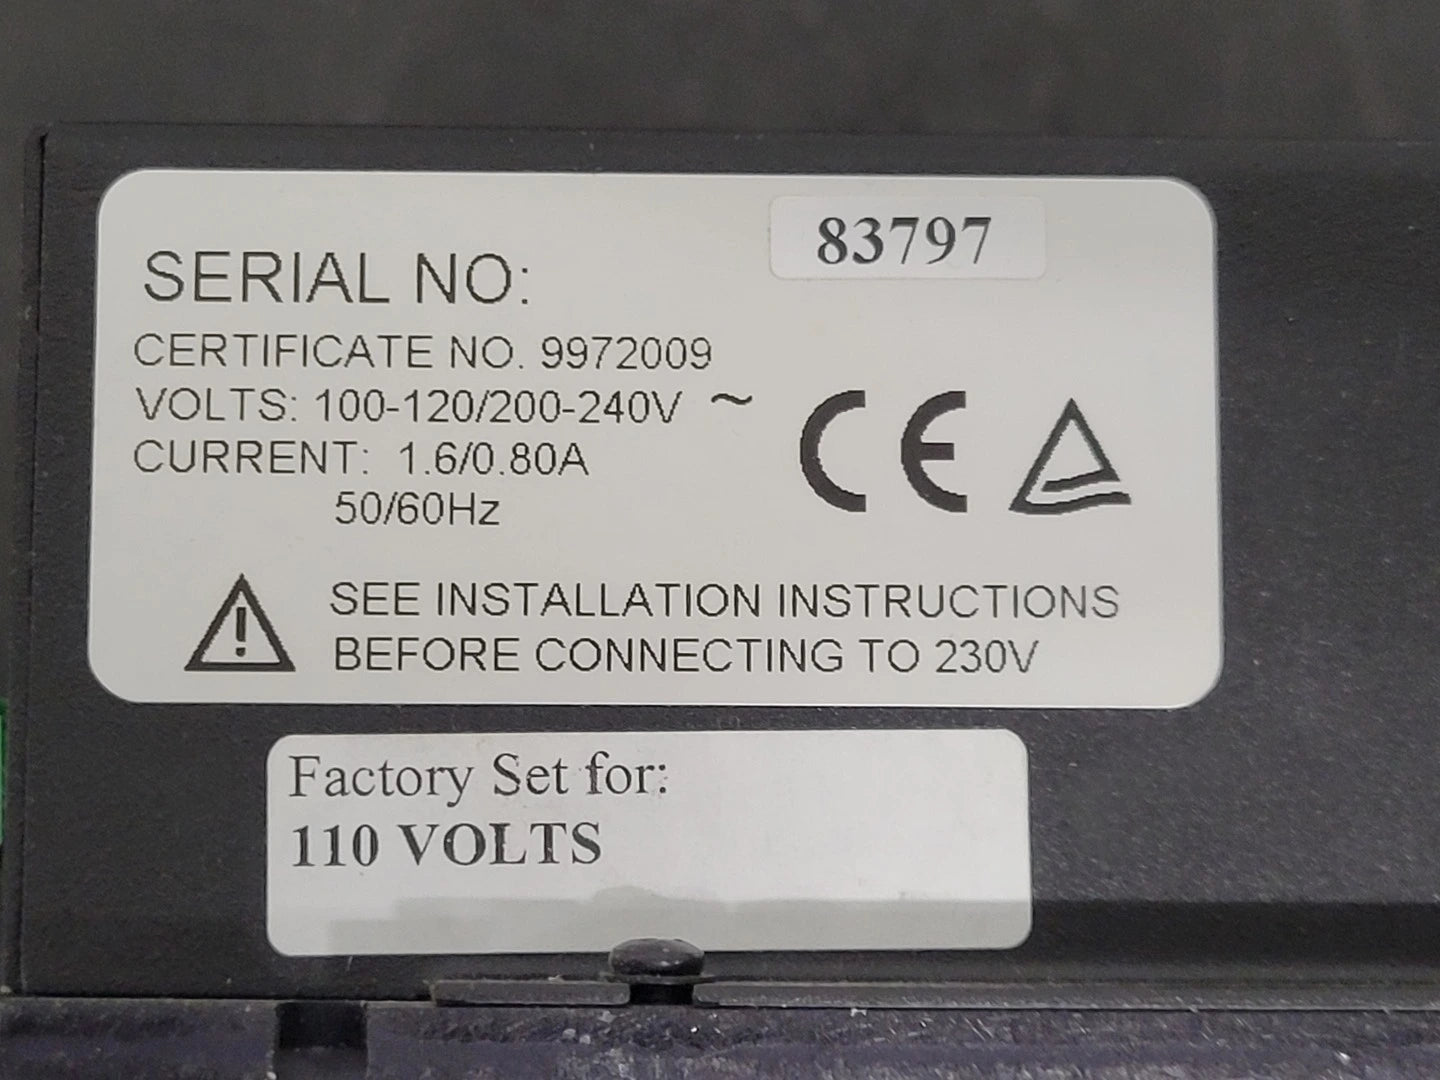 83797
SERIAL NO:
CERTIFICATE NO. 9972009
VOLTS: 100-120/200-240V ~
CURRENT: 1.6/0.80A
50/60Hz
CE
!
SEE INSTALLATION INSTRUCTIONS
BEFORE CONNECTING TO 230V
Factory Set for:
110 VOLTS